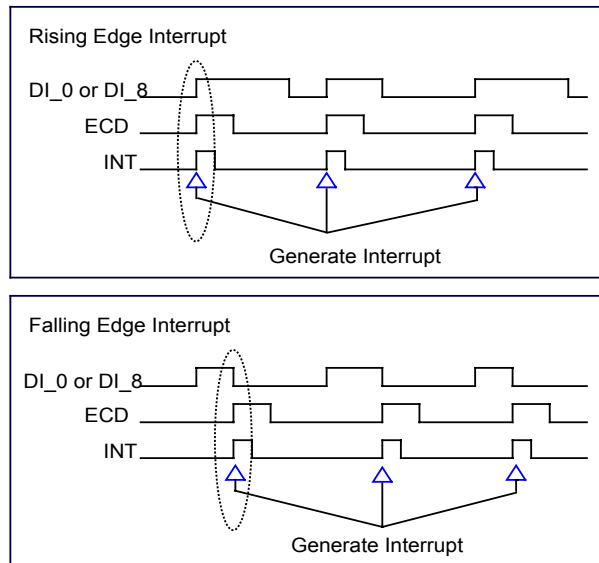 Rising Edge Interrupt
DI_0 or DI_8
ECD
INT
Generate Interrupt
Falling Edge Interrupt
DI_0 or DI_8
ECD
INT
Generate Interrupt